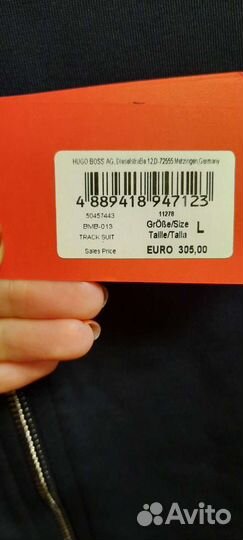 HUGO BOSS AG, Dieselstraße 12,D-72555 Metzingen,Germany
4 889418 947123
50457443 11278
BMB-013 GrÖße/Size L
TRACK SUIT Taille/Talla
Sales Price EURO 305,00
Avito